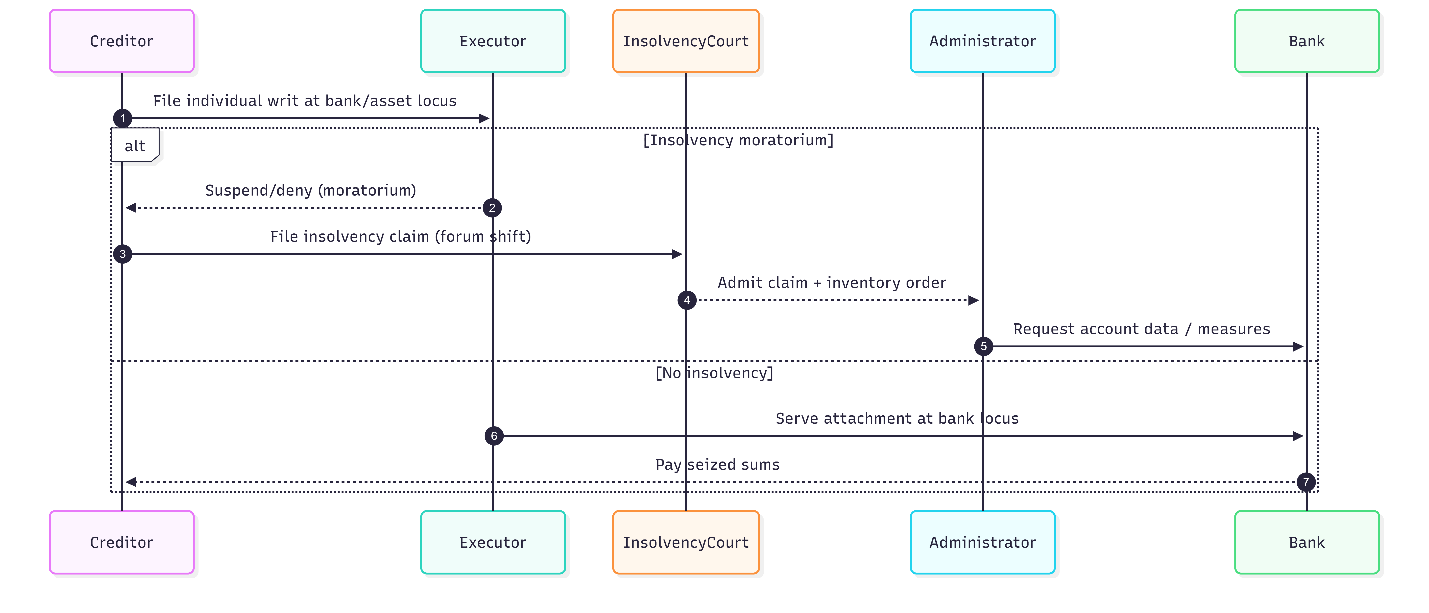 Creditor
Executor
InsolvencyCourt
Administrator
Bank
File individual writ at bank/asset locus
1
alt
[Insolvency moratorium]
Suspend/deny (moratorium)
2
File insolvency claim (forum shift)
3
Admit claim + inventory order
4
Request account data / measures
5
[No insolvency]
Serve attachment at bank locus
6
Pay seized sums
7
Creditor
Executor
InsolvencyCourt
Administrator
Bank